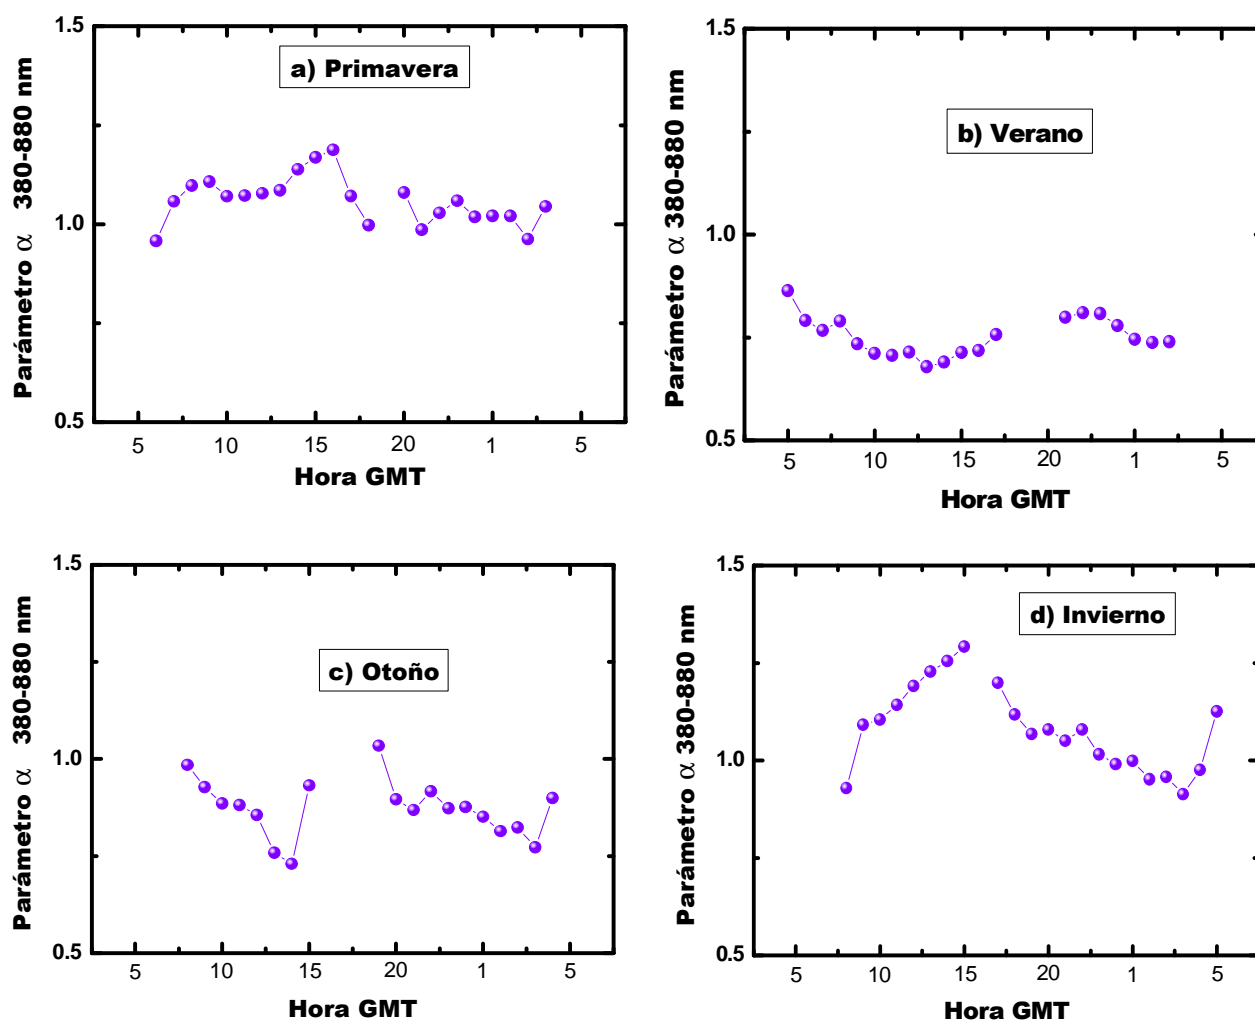 a) Primavera
Parámetro α 380-880 nm
1.5
1.0
0.5
5 10 15 20 1 5
Hora GMT
b) Verano
Parámetro α 380-880 nm
1.5
1.0
0.5
5 10 15 20 1 5
Hora GMT
c) Otoño
Parámetro α 380-880 nm
1.5
1.0
0.5
5 10 15 20 1 5
Hora GMT
d) Invierno
Parámetro α 380-880 nm
1.5
1.0
0.5
5 10 15 20 1 5
Hora GMT